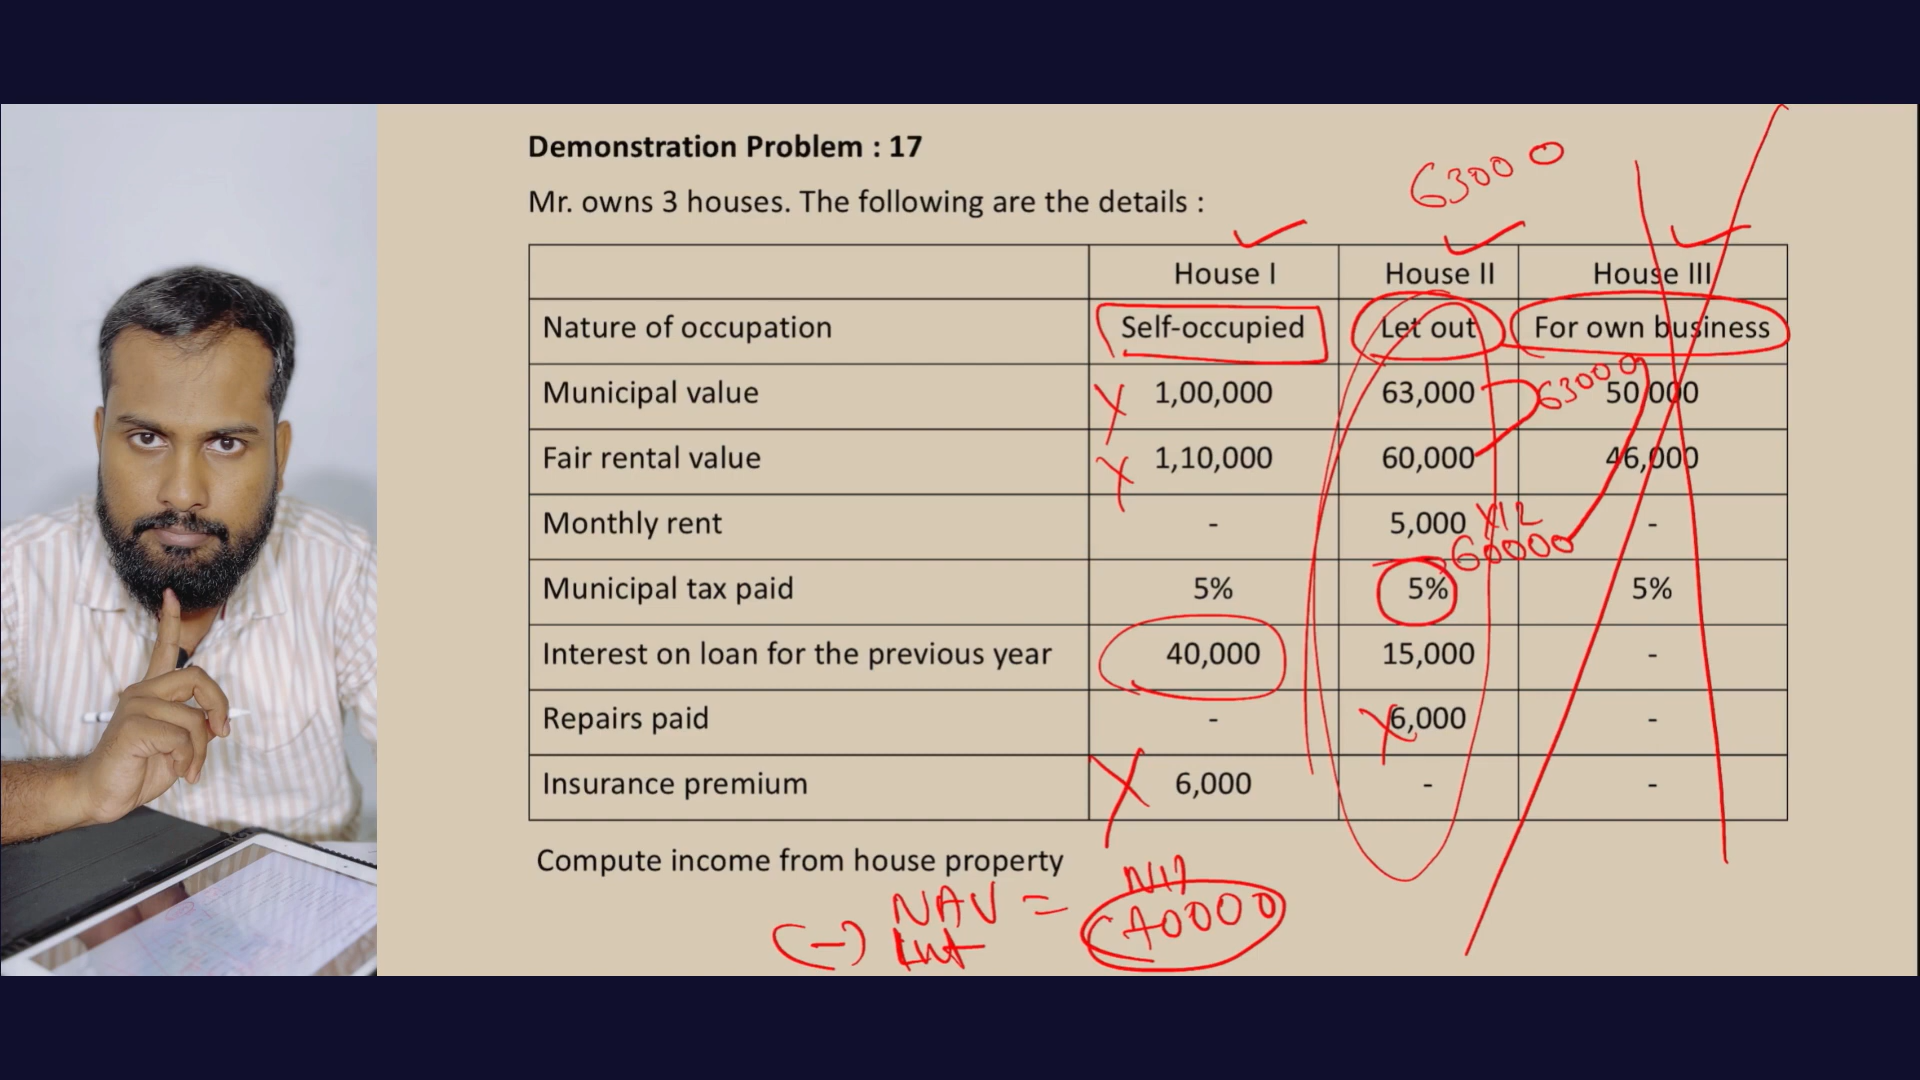 Demonstration Problem : 17
63000
Mr. owns 3 houses. The following are the details :
House I House II House III
Nature of occupation Self-occupied Let out For own business
Municipal value X 1,00,000 63,000 63000 50,000
Fair rental value X 1,10,000 60,000 46,000
Monthly rent - 5,000 X12 -
60000
Municipal tax paid 5% 5% 5%
Interest on loan for the previous year 40,000 15,000 -
Repairs paid - X 6,000 -
Insurance premium X 6,000 - -
Compute income from house property
NAV = Nil
(-) Int